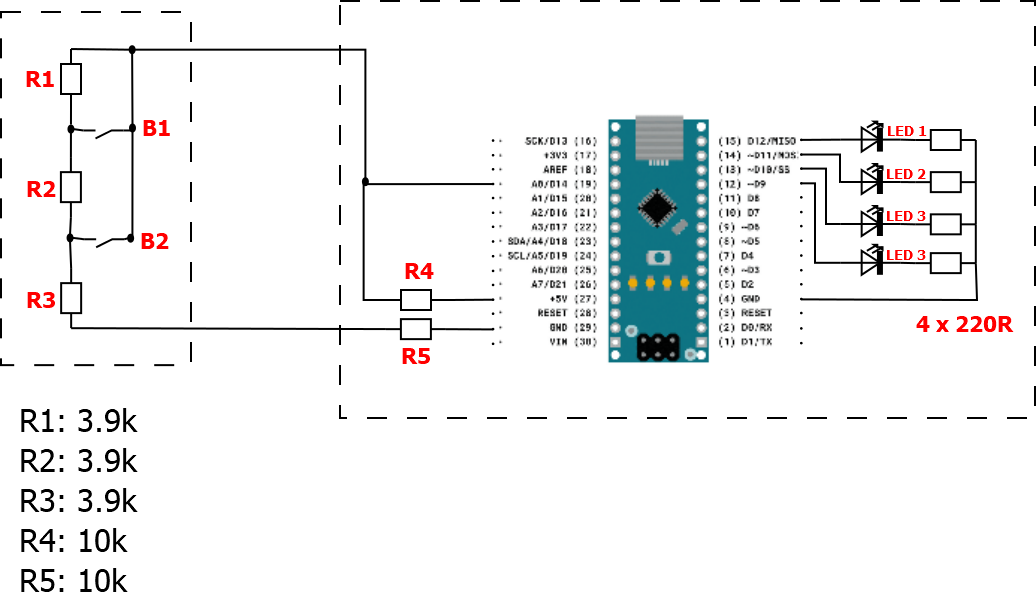 R1
B1
R2
B2
R3
R4
R5
SCK/D13 (16)
+3V3 (17)
AREF (18)
A0/D14 (19)
A1/D15 (20)
A2/D16 (21)
A3/D17 (22)
SDA/A4/D18 (23)
SCL/A5/D19 (24)
A6/D20 (25)
A7/D21 (26)
+5V (27)
RESET (28)
GND (29)
VIN (30)
(15) D12/MISO
(14) ~D11/MOSI
(13) ~D10/SS
(12) ~D9
(11) D8
(10) D7
(9) ~D6
(8) ~D5
(7) D4
(6) ~D3
(5) D2
(4) GND
(3) RESET
(2) D0/RX
(1) D1/TX
LED 1
LED 2
LED 3
LED 3
4 x 220R
R1: 3.9k
R2: 3.9k
R3: 3.9k
R4: 10k
R5: 10k